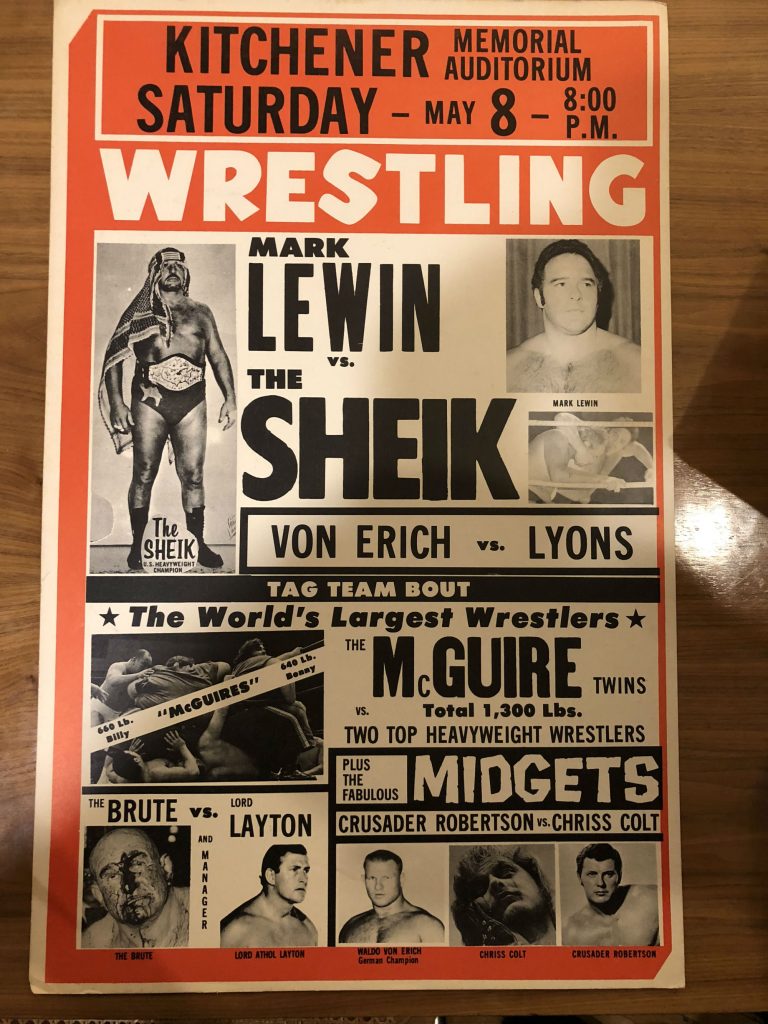 KITCHENER MEMORIAL AUDITORIUM
SATURDAY – MAY 8 – 8:00 P.M.
WRESTLING
MARK
LEWIN
vs.
THE
SHEIK
The
SHEIK
U.S. HEAVYWEIGHT
CHAMPION
MARK LEWIN
VON ERICH vs. LYONS
TAG TEAM BOUT
★ The World's Largest Wrestlers ★
660 Lb.
Billy
"McGUIRES"
640 Lb.
Benny
THE McGUIRE TWINS
vs. Total 1,300 Lbs.
TWO TOP HEAVYWEIGHT WRESTLERS
PLUS
THE
FABULOUS
MIDGETS
CRUSADER ROBERTSON vs. CHRISS COLT
THE BRUTE vs. LORD LAYTON
AND
MANAGER
THE BRUTE
LORD ATHOL LAYTON
WALDO VON ERICH
German Champion
CHRISS COLT
CRUSADER ROBERTSON